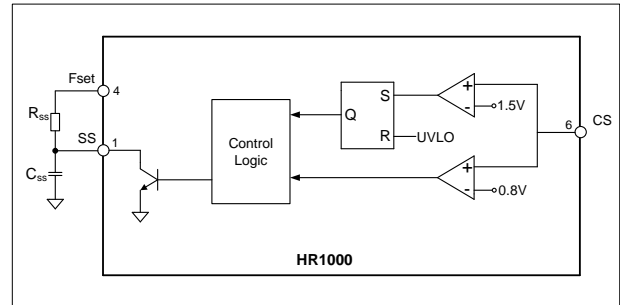 Fset
4
Rss
SS
1
Css
Control
Logic
Q
S
R
UVLO
+
-
1.5V
6
CS
+
-
0.8V
HR1000